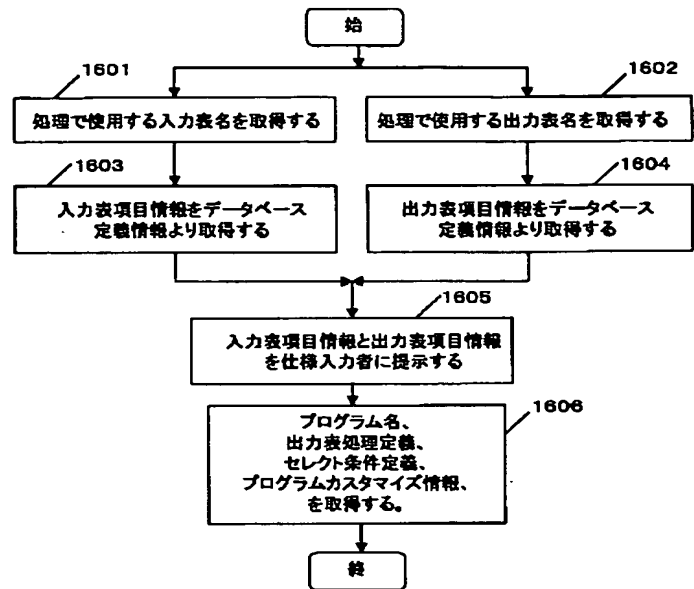 始
1601
1602
処理で使用する入力表名を取得する
処理で使用する出力表名を取得する
1603
1604
入力表項目情報をデータベース
定義情報より取得する
出力表項目情報をデータベース
定義情報より取得する
1605
入力表項目情報と出力表項目情報
を仕様入力者に提示する
1606
プログラム名、
出力表処理定義、
セレクト条件定義、
プログラムカスタマイズ情報、
を取得する。
終